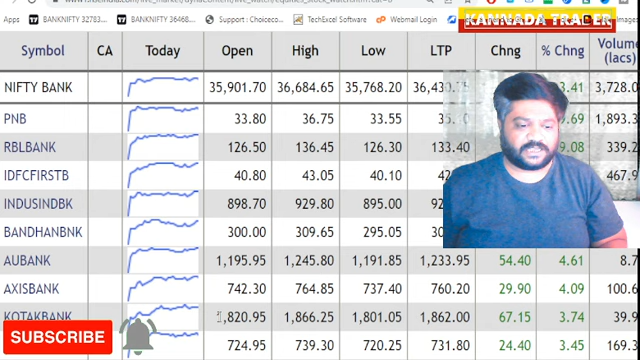 BANKNIFTY 32783...
BANKNIFTY 36468...
Support : Choiceco...
TechExcel Software
Webmail Login
KANNADA TRADER
Symbol CA Today Open High Low LTP Chng % Chng Volume (lacs)
NIFTY BANK 35,901.70 36,684.65 35,768.20 3.41 3,728.0
PNB 33.80 36.75 33.55 1,893.3
RBLBANK 126.50 136.45 126.30 133.40 9.08 339.2
IDFCFIRSTB 40.80 43.05 40.10 467.9
INDUSINDBK 898.70 929.80 895.00
BANDHANBNK 300.00 309.65 295.05
AUBANK 1,195.95 1,245.80 1,191.85 1,233.95 54.40 4.61 8.7
AXISBANK 742.30 764.85 737.40 760.20 29.90 4.09 100.6
KOTAKBANK 1,820.95 1,866.25 1,801.05 1,862.00 67.15 3.74 39.9
724.95 739.30 720.25 731.80 24.40 3.45 169.3
SUBSCRIBE